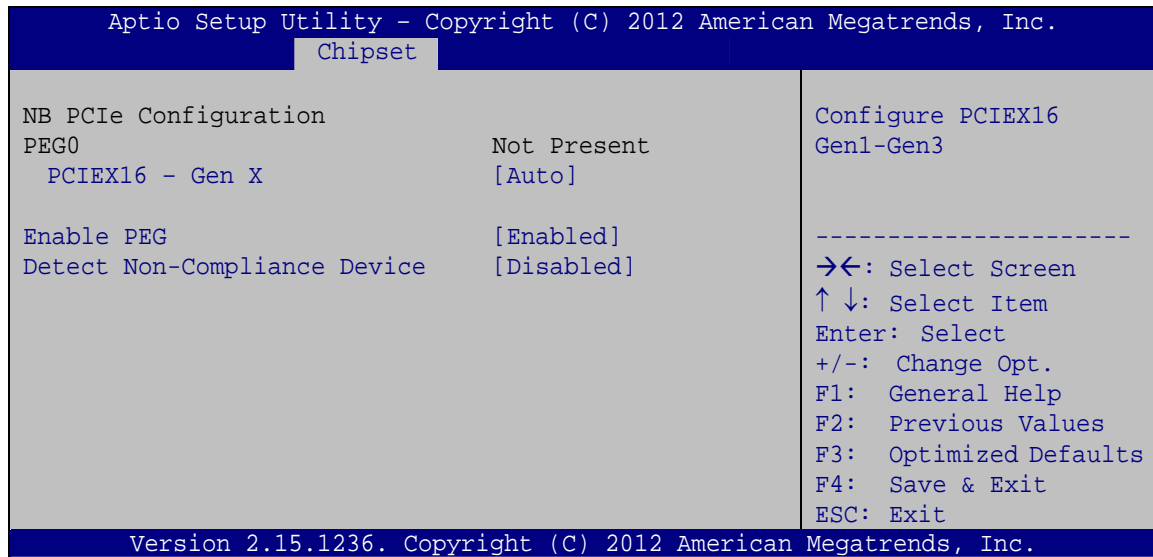 Aptio Setup Utility – Copyright (C) 2012 American Megatrends, Inc.
Chipset
NB PCIe Configuration
PEG0 Not Present
PCIEX16 – Gen X [Auto]
Enable PEG [Enabled]
Detect Non-Compliance Device [Disabled]
Configure PCIEX16
Gen1-Gen3
----------------------
→←: Select Screen
↑ ↓: Select Item
Enter: Select
+/-: Change Opt.
F1: General Help
F2: Previous Values
F3: Optimized Defaults
F4: Save & Exit
ESC: Exit
Version 2.15.1236. Copyright (C) 2012 American Megatrends, Inc.